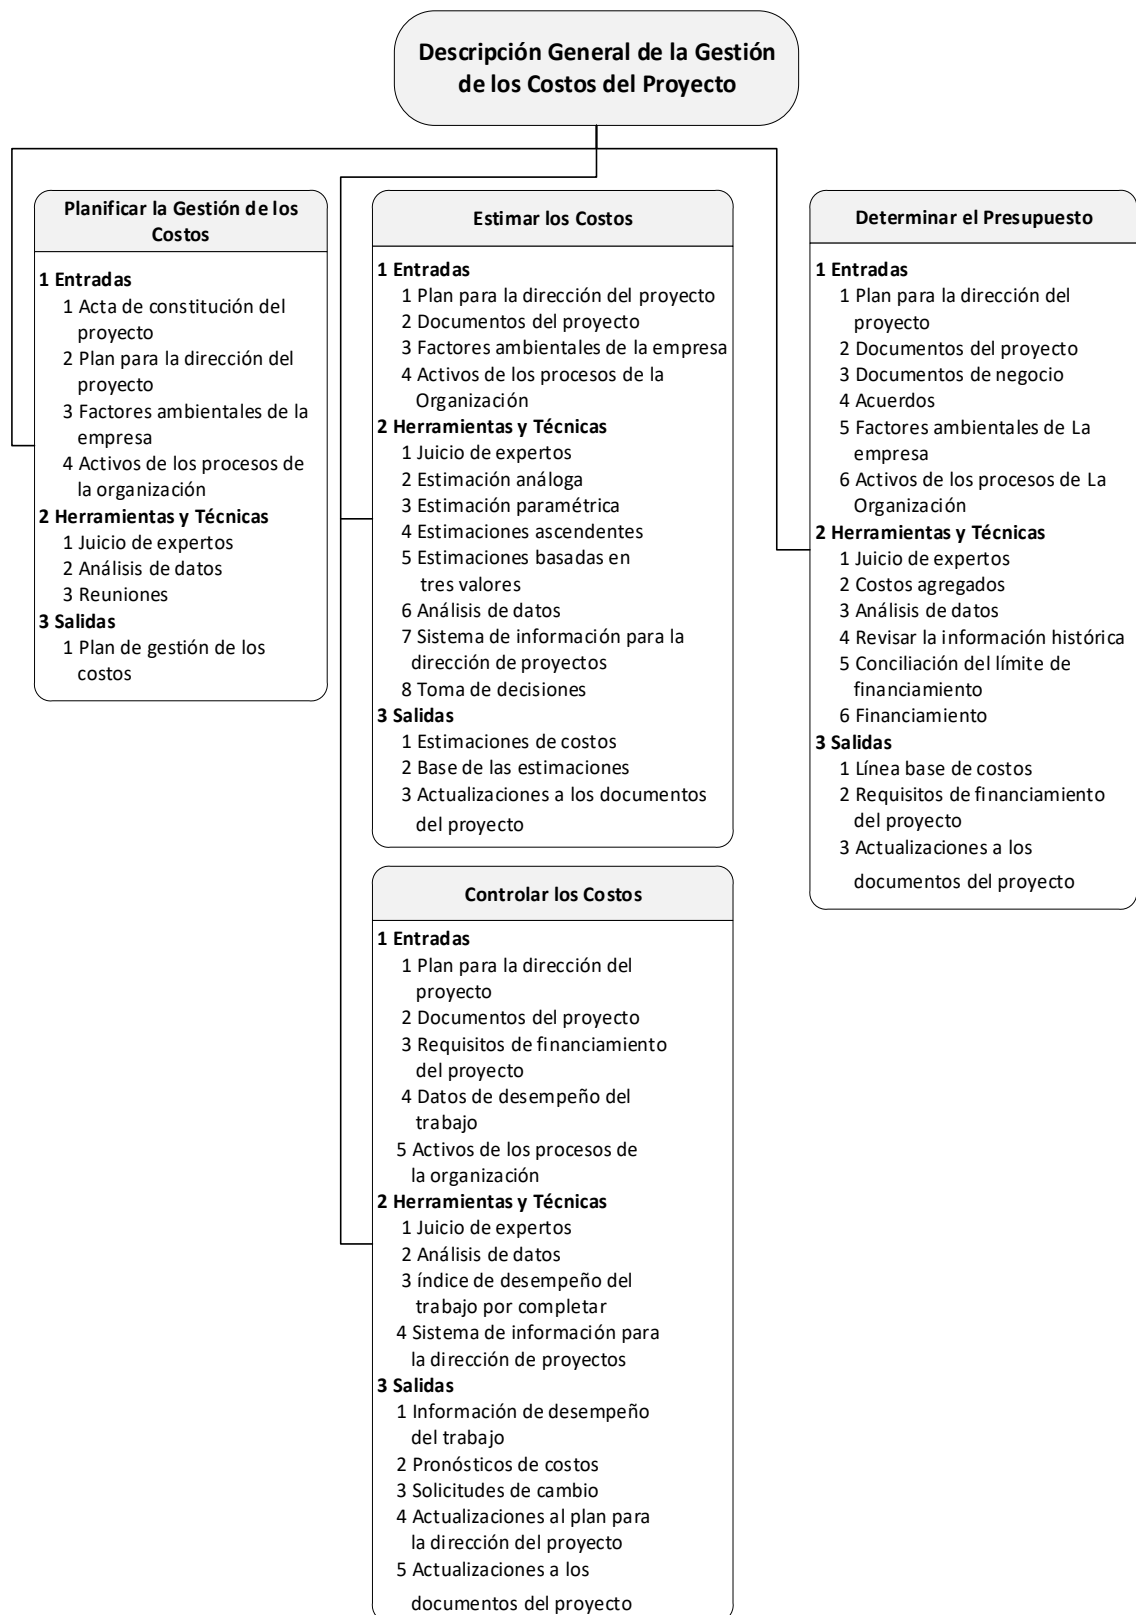 Descripción General de la Gestión
de los Costos del Proyecto
Planificar la Gestión de los
Costos
1 Entradas
1 Acta de constitución del
proyecto
2 Plan para la dirección del
proyecto
3 Factores ambientales de la
empresa
4 Activos de los procesos de
la organización
2 Herramientas y Técnicas
1 Juicio de expertos
2 Análisis de datos
3 Reuniones
3 Salidas
1 Plan de gestión de los
costos
Estimar los Costos
1 Entradas
1 Plan para la dirección del proyecto
2 Documentos del proyecto
3 Factores ambientales de la empresa
4 Activos de los procesos de la
Organización
2 Herramientas y Técnicas
1 Juicio de expertos
2 Estimación análoga
3 Estimación paramétrica
4 Estimaciones ascendentes
5 Estimaciones basadas en
tres valores
6 Análisis de datos
7 Sistema de información para la
dirección de proyectos
8 Toma de decisiones
3 Salidas
1 Estimaciones de costos
2 Base de las estimaciones
3 Actualizaciones a los documentos
del proyecto
Determinar el Presupuesto
1 Entradas
1 Plan para la dirección del
proyecto
2 Documentos del proyecto
3 Documentos de negocio
4 Acuerdos
5 Factores ambientales de La
empresa
6 Activos de los procesos de La
Organización
2 Herramientas y Técnicas
1 Juicio de expertos
2 Costos agregados
3 Análisis de datos
4 Revisar la información histórica
5 Conciliación del límite de
financiamiento
6 Financiamiento
3 Salidas
1 Línea base de costos
2 Requisitos de financiamiento
del proyecto
3 Actualizaciones a los
documentos del proyecto
Controlar los Costos
1 Entradas
1 Plan para la dirección del
proyecto
2 Documentos del proyecto
3 Requisitos de financiamiento
del proyecto
4 Datos de desempeño del
trabajo
5 Activos de los procesos de
la organización
2 Herramientas y Técnicas
1 Juicio de expertos
2 Análisis de datos
3 índice de desempeño del
trabajo por completar
4 Sistema de información para
la dirección de proyectos
3 Salidas
1 Información de desempeño
del trabajo
2 Pronósticos de costos
3 Solicitudes de cambio
4 Actualizaciones al plan para
la dirección del proyecto
5 Actualizaciones a los
documentos del proyecto